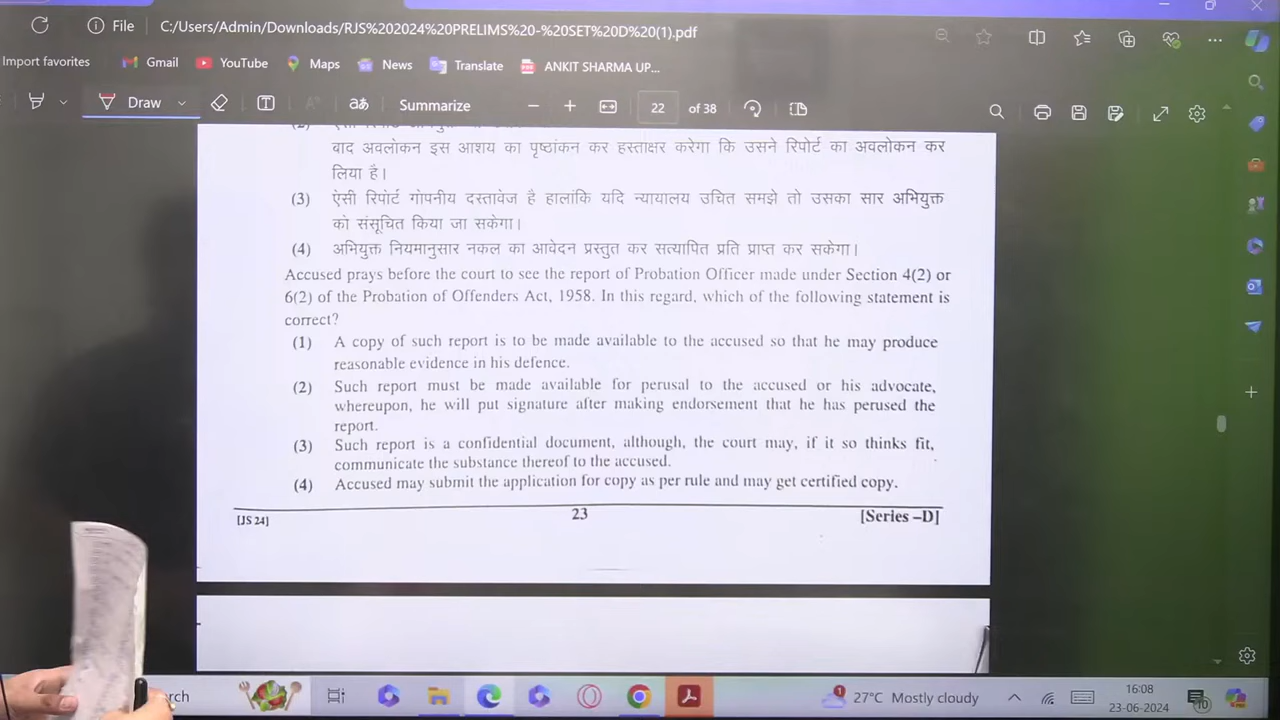 File C:/Users/Admin/Downloads/RJS%202024%20PRELIMS%20-%20SET%20D%20(1).pdf
Import favorites Gmail YouTube Maps News Translate ANKIT SHARMA UP...
Draw aあ Summarize 22 of 38
बाद अवलोकन इस आशय का पृष्ठांकन कर हस्ताक्षर करेगा कि उसने रिपोर्ट का अवलोकन कर
लिया है।
(3) ऐसी रिपोर्ट गोपनीय दस्तावेज है हालांकि यदि न्यायालय उचित समझे तो उसका सार अभियुक्त
को संसूचित किया जा सकेगा।
(4) अभियुक्त नियमानुसार नकल का आवेदन प्रस्तुत कर सत्यापित प्रति प्राप्त कर सकेगा।
Accused prays before the court to see the report of Probation Officer made under Section 4(2) or
6(2) of the Probation of Offenders Act, 1958. In this regard, which of the following statement is
correct?
(1) A copy of such report is to be made available to the accused so that he may produce
reasonable evidence in his defence.
(2) Such report must be made available for perusal to the accused or his advocate,
whereupon, he will put signature after making endorsement that he has perused the
report.
(3) Such report is a confidential document, although, the court may, if it so thinks fit,
communicate the substance thereof to the accused.
(4) Accused may submit the application for copy as per rule and may get certified copy.
[JS 24] 23 [Series –D]
rch 27°C Mostly cloudy 16:08
23-06-2024